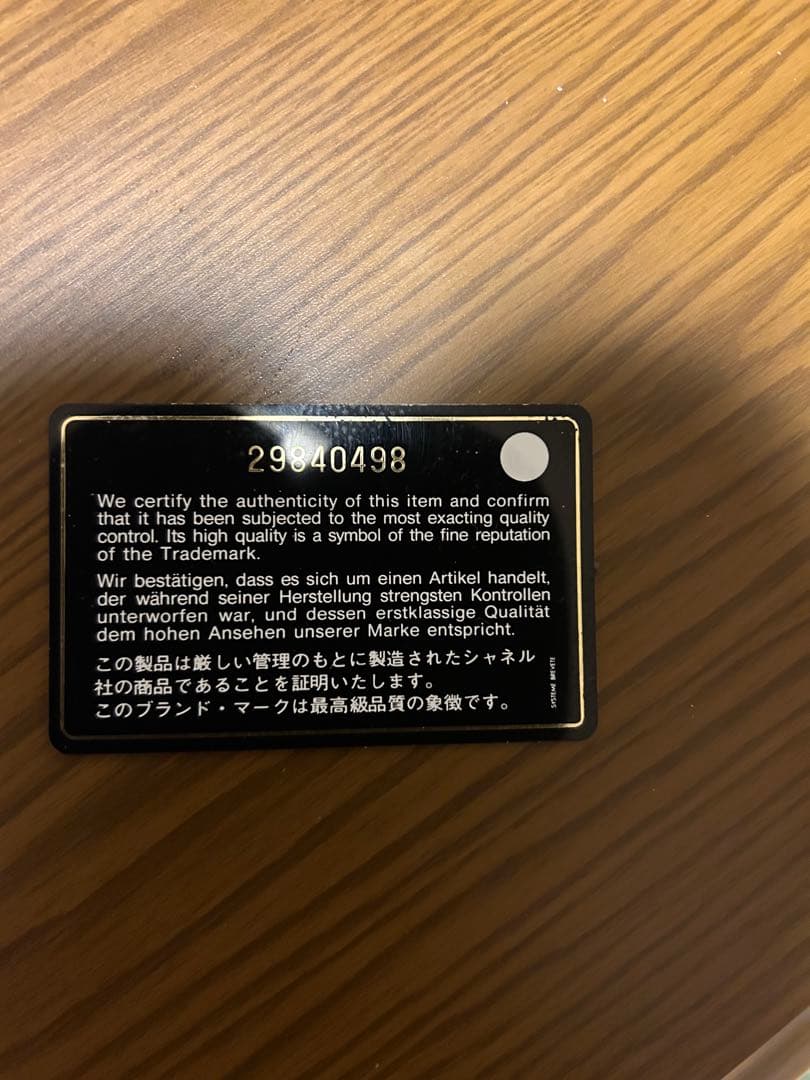 29840498
We certify the authenticity of this item and confirm
that it has been subjected to the most exacting quality
control. Its high quality is a symbol of the fine reputation
of the Trademark.
Wir bestätigen, dass es sich um einen Artikel handelt,
der während seiner Herstellung strengsten Kontrollen
unterworfen war, und dessen erstklassige Qualität
dem hohen Ansehen unserer Marke entspricht.
この製品は厳しい管理のもとに製造されたシャネル
社の商品であることを証明いたします。
このブランド・マークは最高級品質の象徴です。
SYSTEME BREVETE